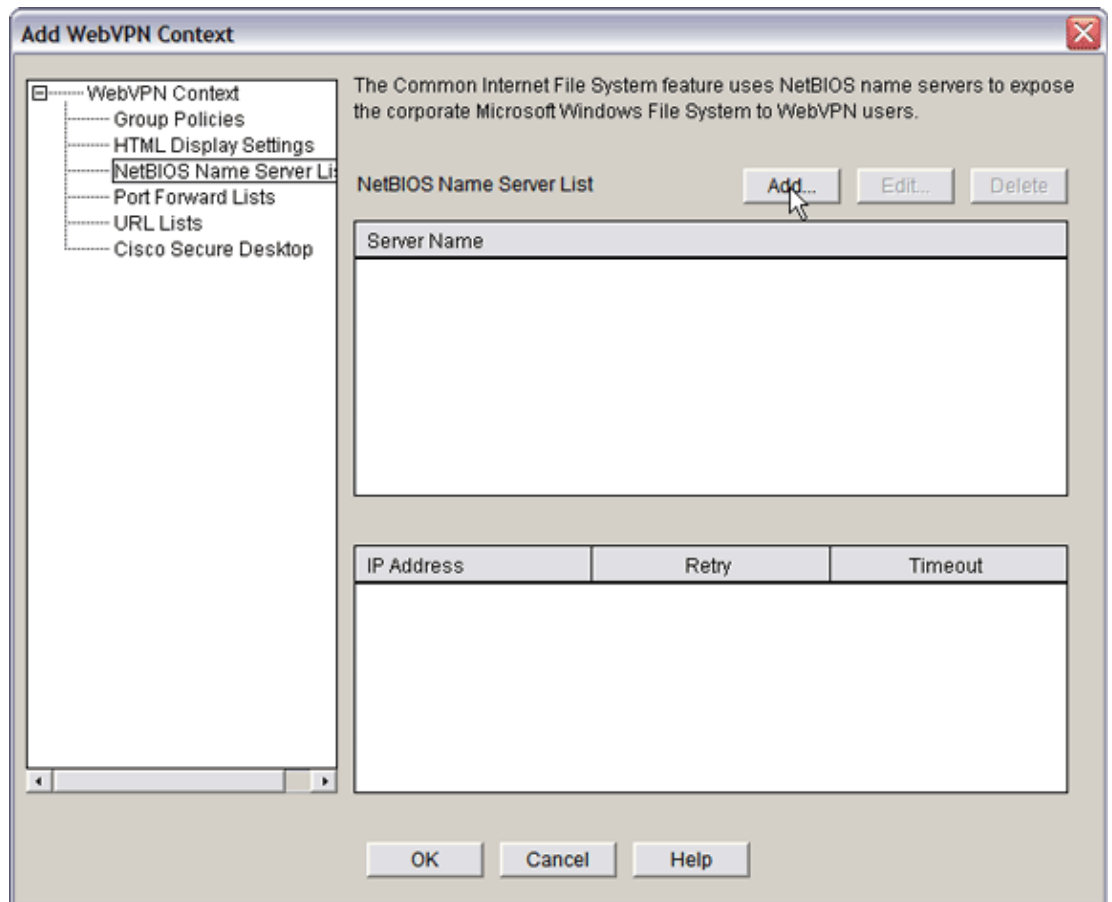 Add WebVPN Context
WebVPN Context
Group Policies
HTML Display Settings
NetBIOS Name Server Li
Port Forward Lists
URL Lists
Cisco Secure Desktop
The Common Internet File System feature uses NetBIOS name servers to expose
the corporate Microsoft Windows File System to WebVPN users.
NetBIOS Name Server List
Add...
Edit...
Delete
Server Name
IP Address
Retry
Timeout
OK
Cancel
Help